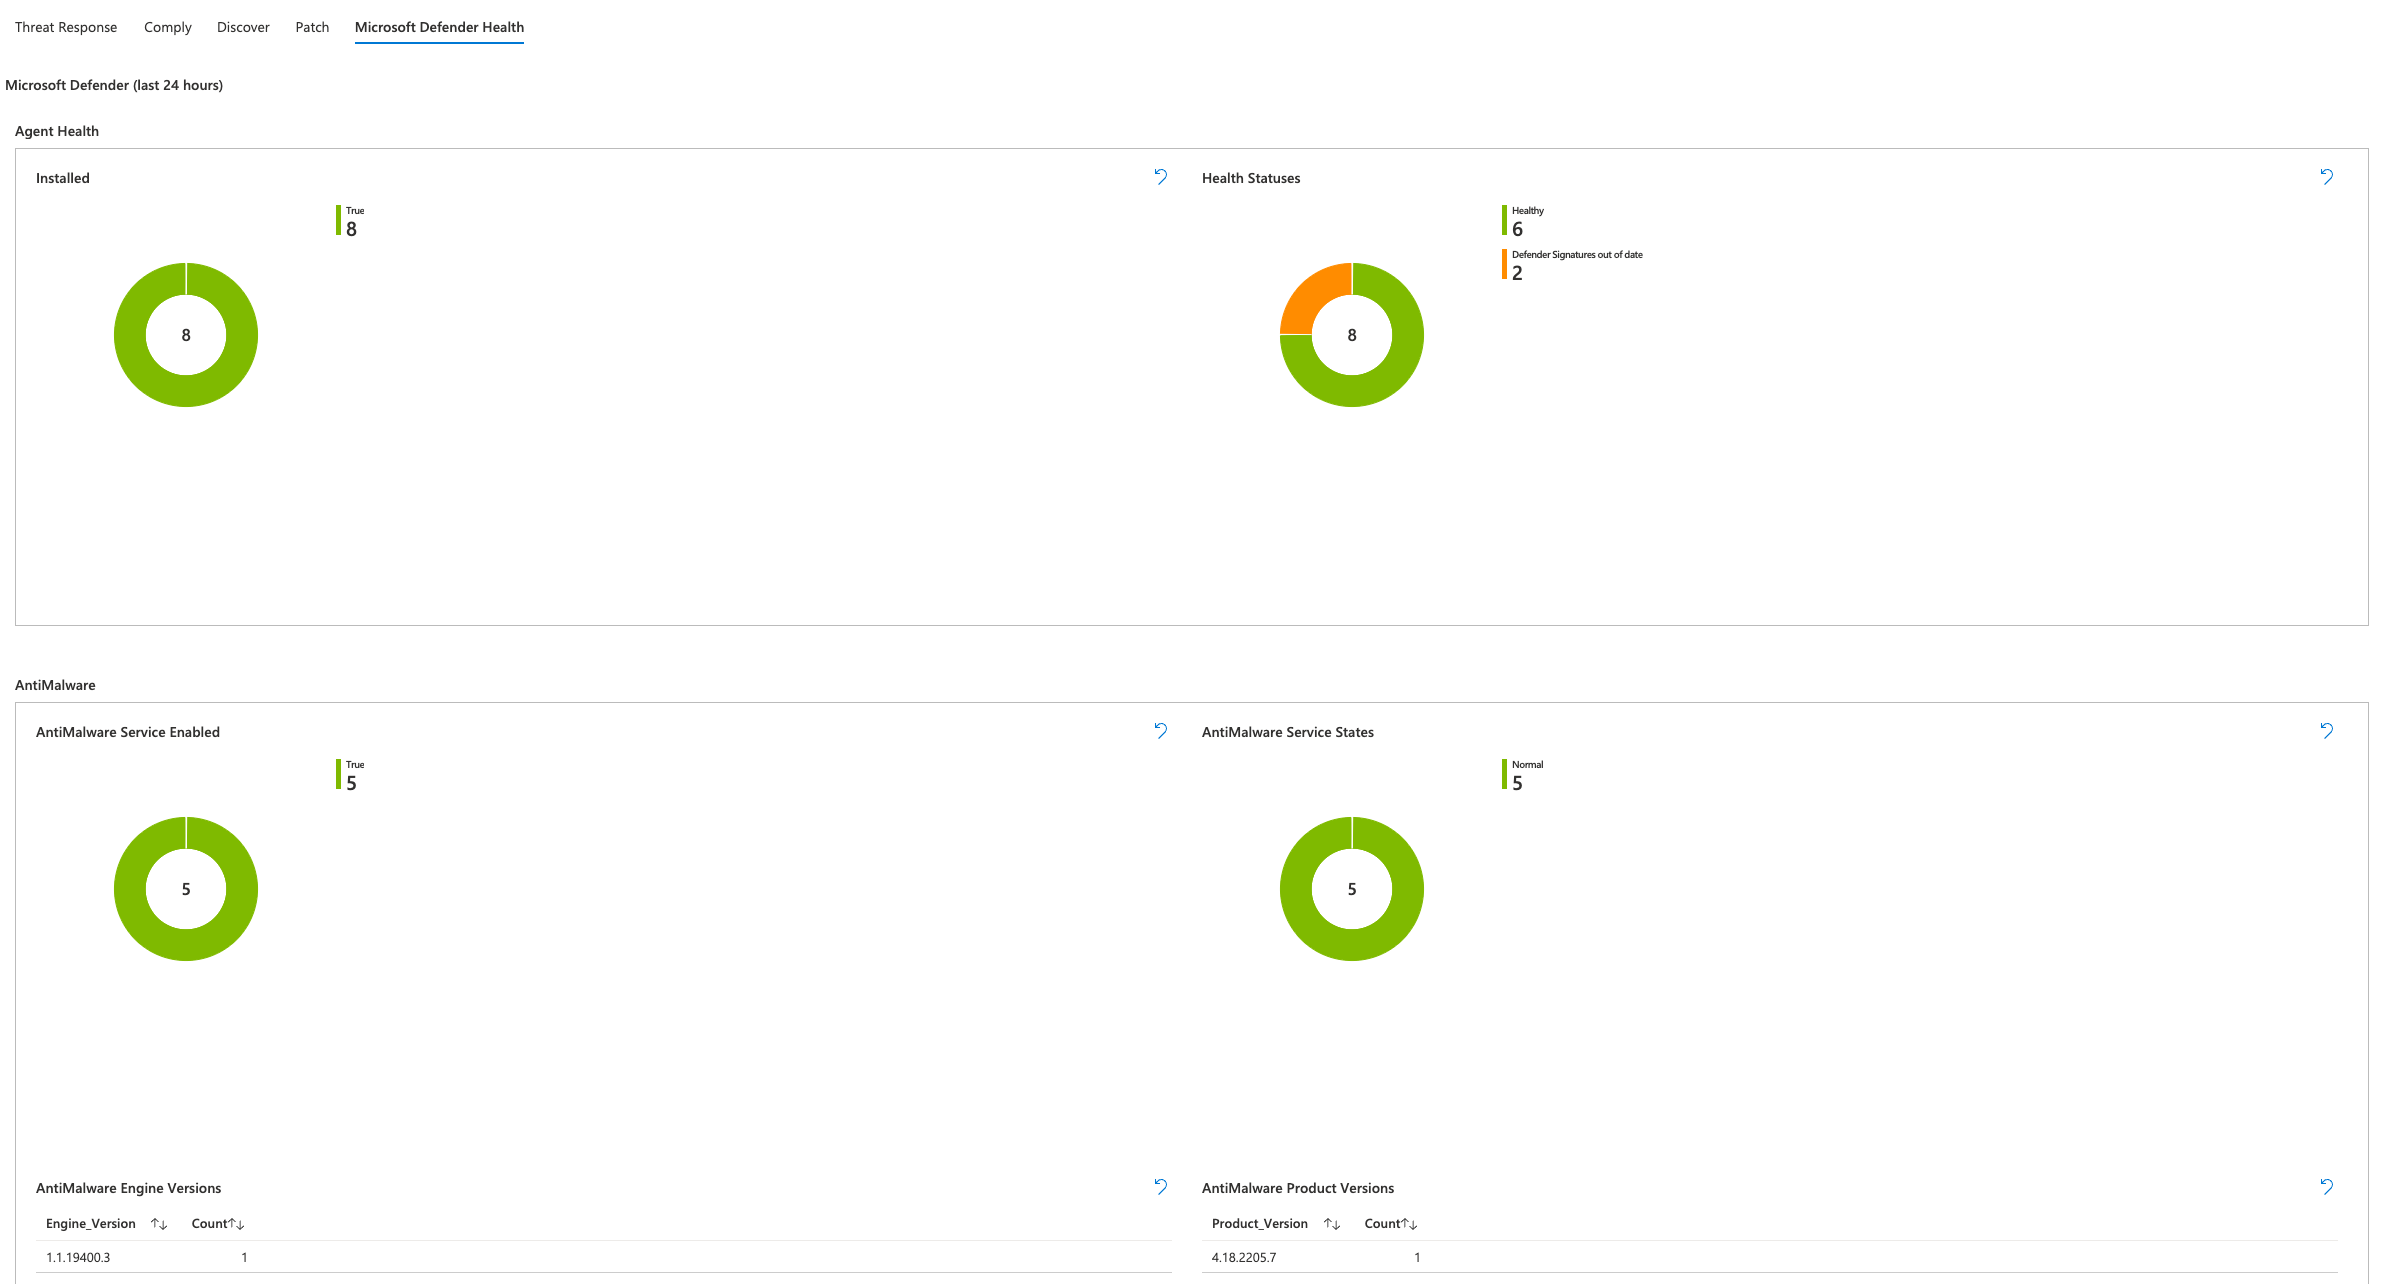 Threat Response Comply Discover Patch Microsoft Defender Health
Microsoft Defender (last 24 hours)
Agent Health
Installed
True
8
8
Health Statuses
Healthy
6
Defender Signatures out of date
2
8
AntiMalware
AntiMalware Service Enabled
True
5
5
AntiMalware Service States
Normal
5
5
AntiMalware Engine Versions
Engine_Version Count
1.1.19400.3 1
AntiMalware Product Versions
Product_Version Count
4.18.2205.7 1